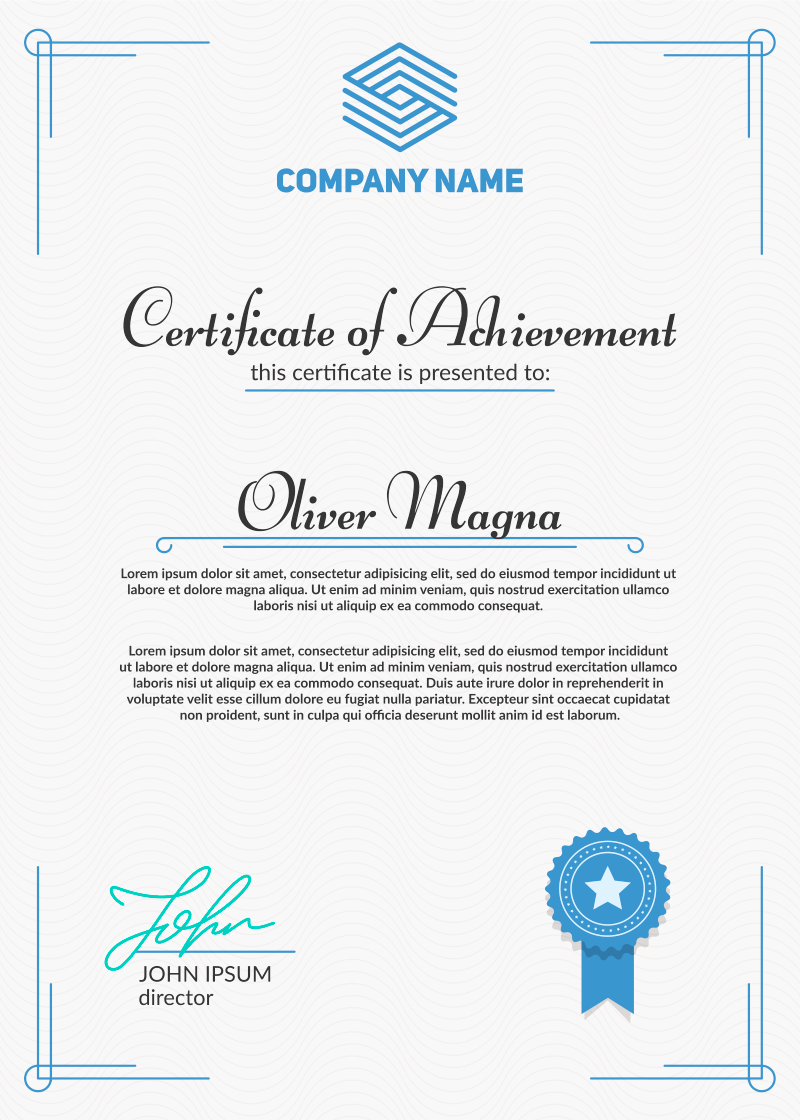 COMPANY NAME
Certificate of Achievement
this certificate is presented to:
Oliver Magna
Lorem ipsum dolor sit amet, consectetur adipisicing elit, sed do eiusmod tempor incididunt ut
labore et dolore magna aliqua. Ut enim ad minim veniam, quis nostrud exercitation ullamco
laboris nisi ut aliquip ex ea commodo consequat.
Lorem ipsum dolor sit amet, consectetur adipisicing elit, sed do eiusmod tempor incididunt
ut labore et dolore magna aliqua. Ut enim ad minim veniam, quis nostrud exercitation ullamco
laboris nisi ut aliquip ex ea commodo consequat. Duis aute irure dolor in reprehenderit in
voluptate velit esse cillum dolore eu fugiat nulla pariatur. Excepteur sint occaecat cupidatat
non proident, sunt in culpa qui officia deserunt mollit anim id est laborum.
John
JOHN IPSUM
director